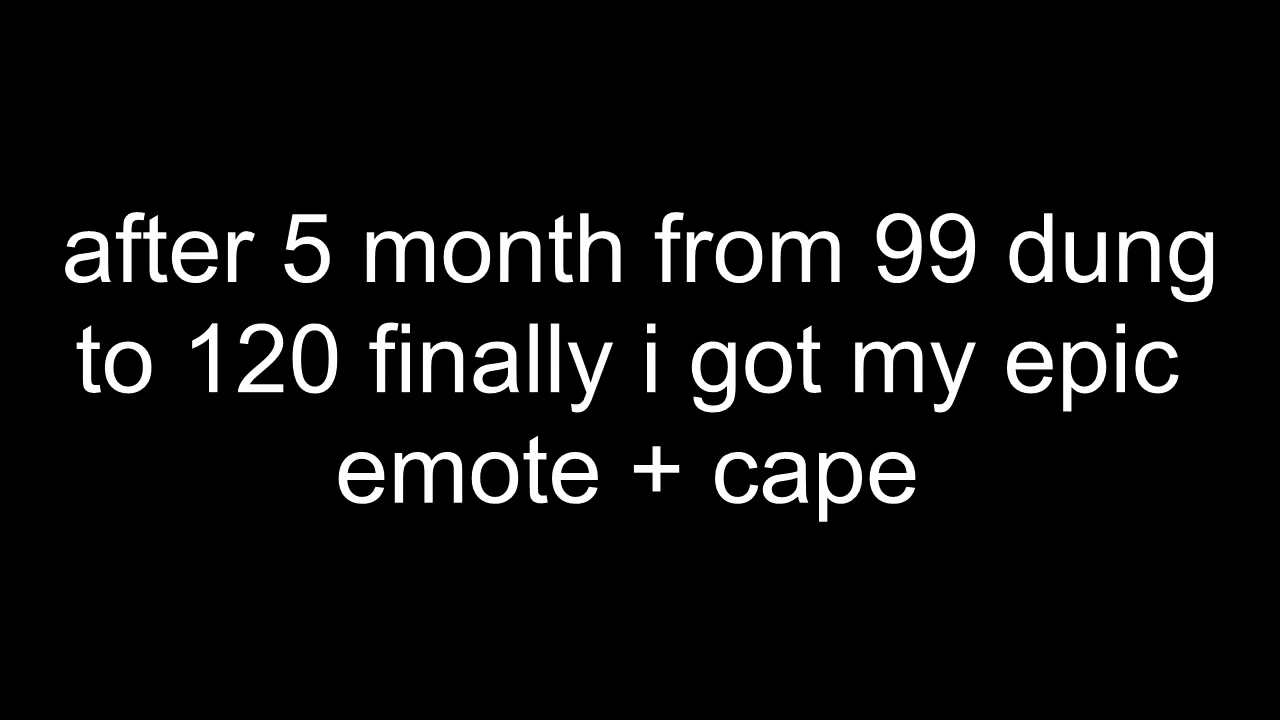 after 5 month from 99 dung
to 120 finally i got my epic
emote + cape